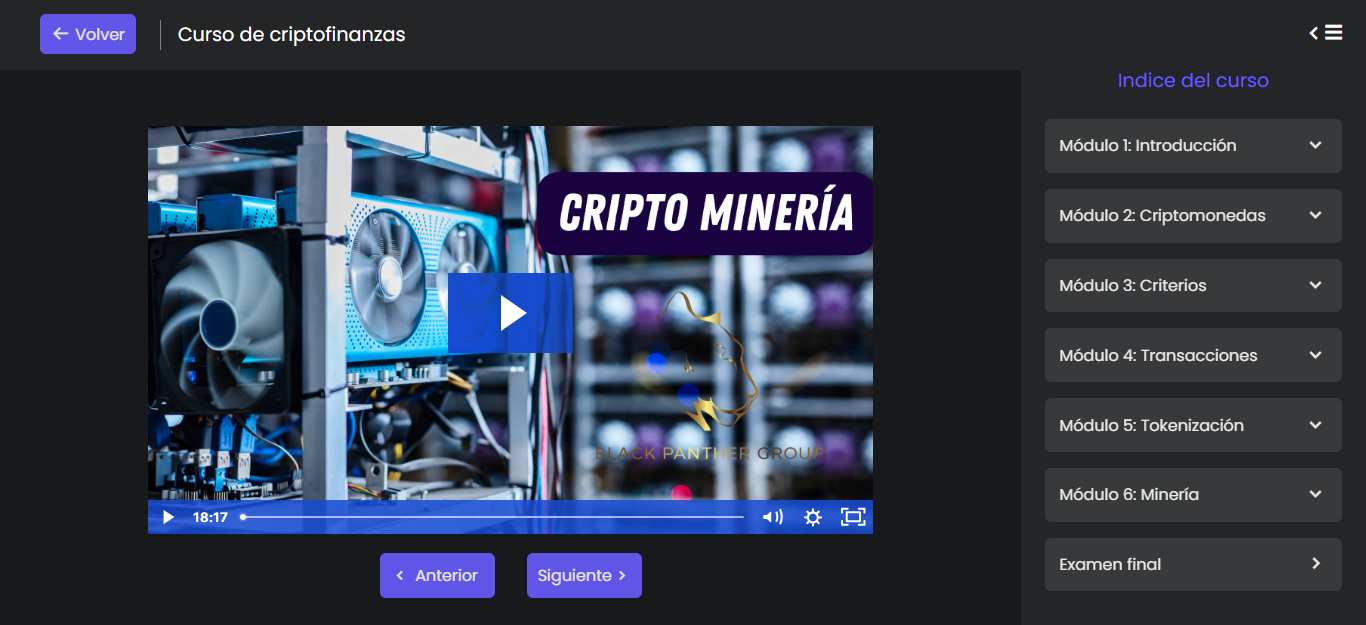 Volver
Curso de criptofinanzas
CRIPTO MINERÍA
BLACK PANTHER GROUP
18:17
Anterior
Siguiente
Indice del curso
Módulo 1: Introducción
Módulo 2: Criptomonedas
Módulo 3: Criterios
Módulo 4: Transacciones
Módulo 5: Tokenización
Módulo 6: Minería
Examen final